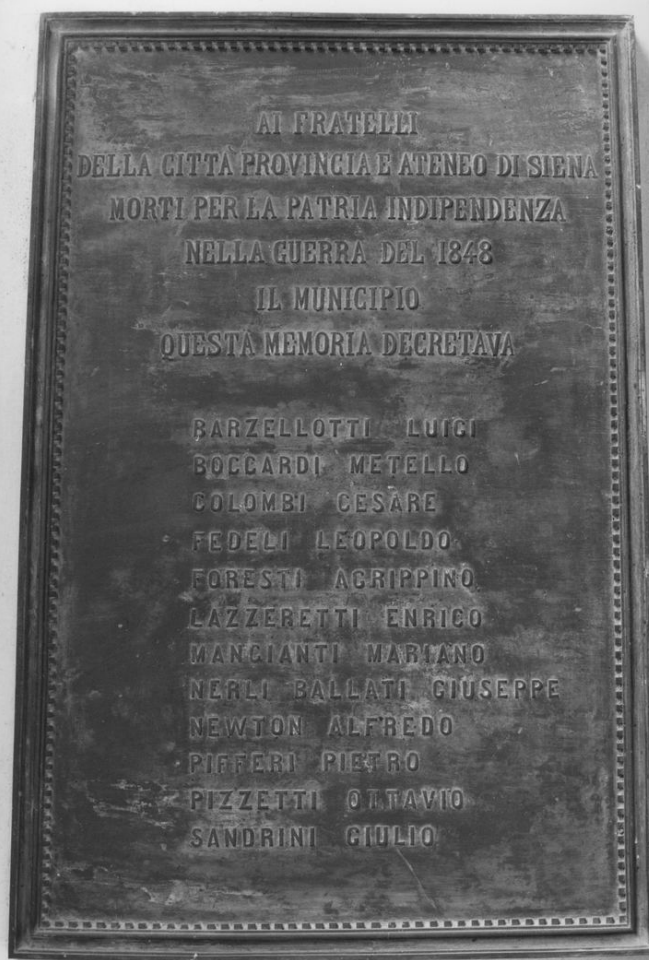 AI FRATELLI
DELLA CITTÀ PROVINCIA E ATENEO DI SIENA
MORTI PER LA PATRIA INDIPENDENZA
NELLA GUERRA DEL 1848
IL MUNICIPIO
QUESTA MEMORIA DECRETAVA
BARZELLOTTI LUIGI
BOCCARDI METELLO
COLOMBI CESARE
FEDELI LEOPOLDO
FORESTI AGRIPPINO
LAZZERETTI ENRICO
MANGIANTI MARIANO
NERLI BALLATI GIUSEPPE
NEWTON ALFREDO
PIFFERI PIETRO
PIZZETTI OTTAVIO
SANDRINI GIULIO